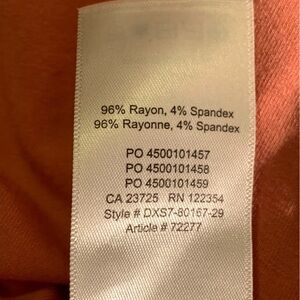 96% Rayon, 4% Spandex
96% Rayonne, 4% Spandex
PO 4500101457
PO 4500101458
PO 4500101459
CA 23725 RN 122354
Style # DXS7-80167-29
Article # 72277